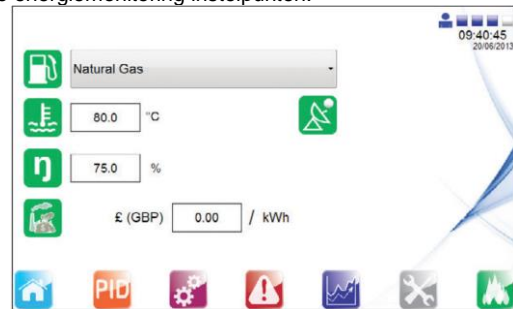 energiemonitoring instelpunten.
09:40:45
20/06/2013
Natural Gas
80.0 °C
η
75.0 %
£ (GBP) 0.00 / kWh
PID